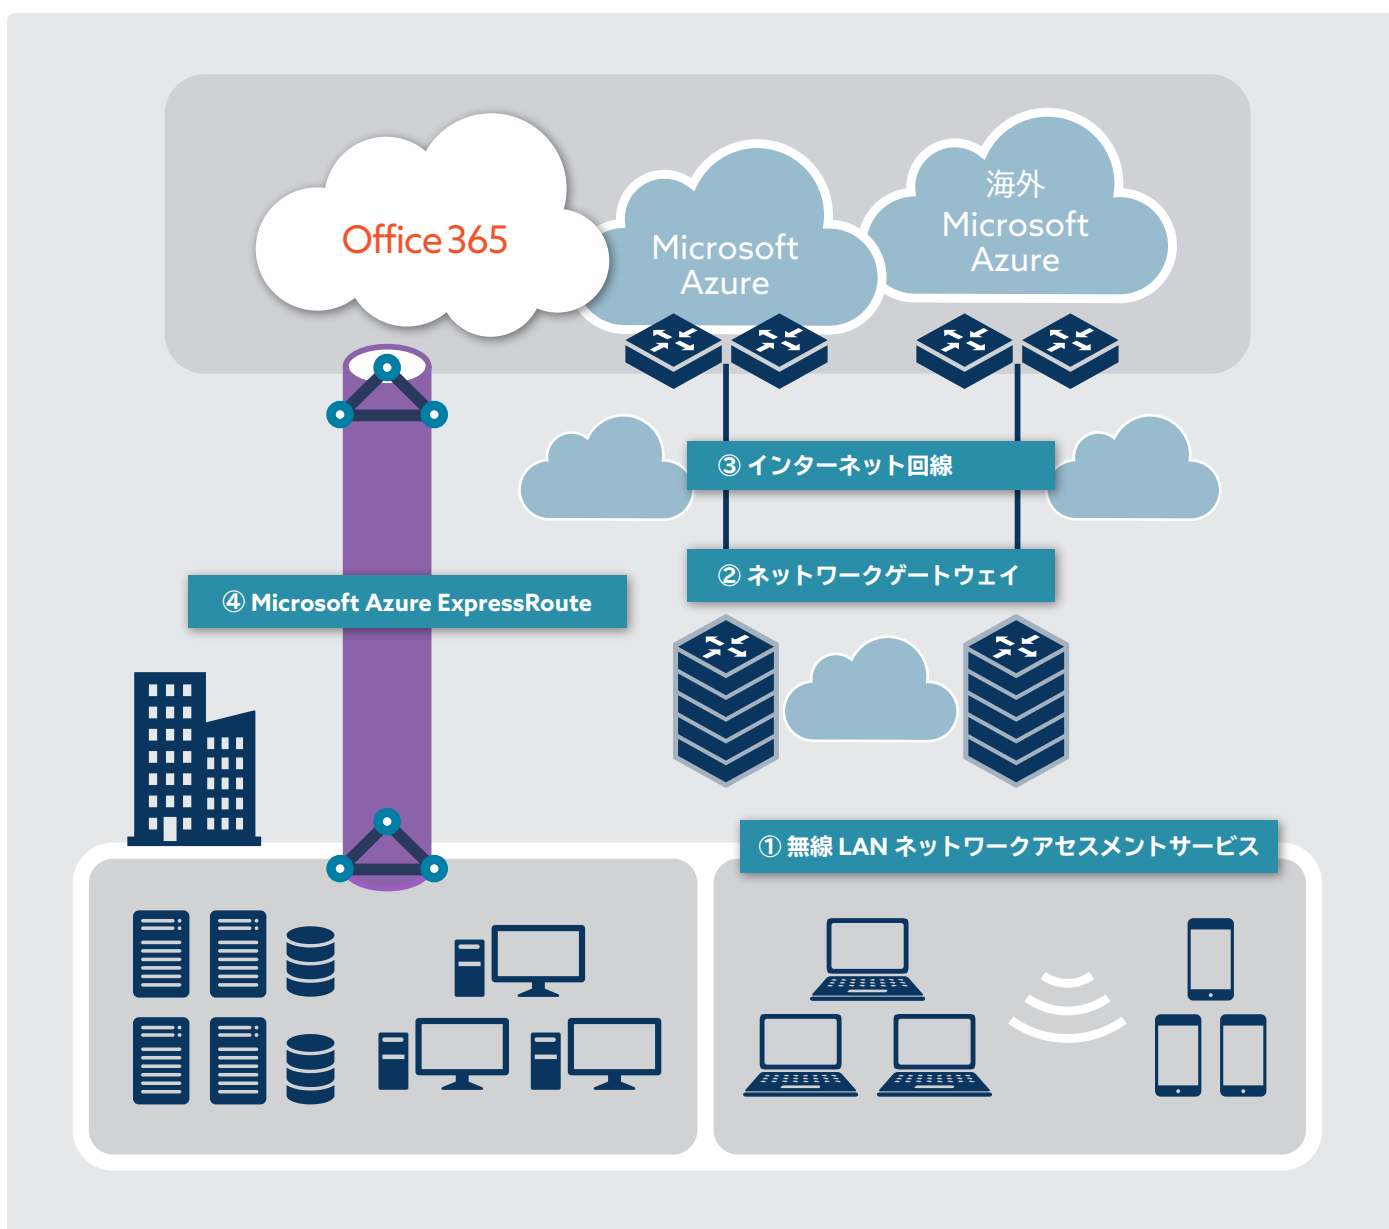 Office 365
Microsoft
Azure
海外
Microsoft
Azure
③ インターネット回線
② ネットワークゲートウェイ
④ Microsoft Azure ExpressRoute
① 無線 LAN ネットワークアセスメントサービス